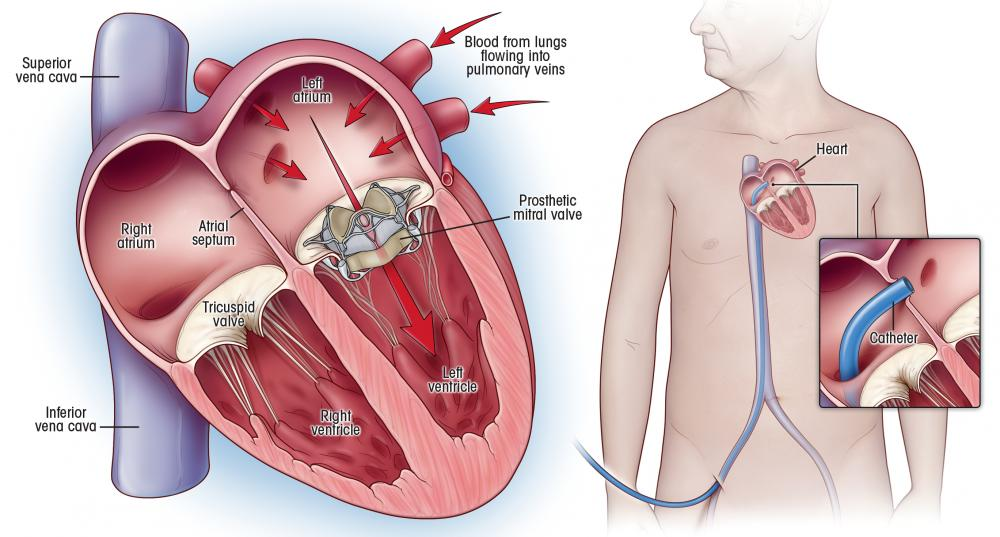 Superior
vena cava
Blood from lungs
flowing into
pulmonary veins
Left
atrium
Right
atrium
Atrial
septum
Prosthetic
mitral valve
Tricuspid
valve
Left
ventricle
Right
ventricle
Inferior
vena cava
Heart
Catheter